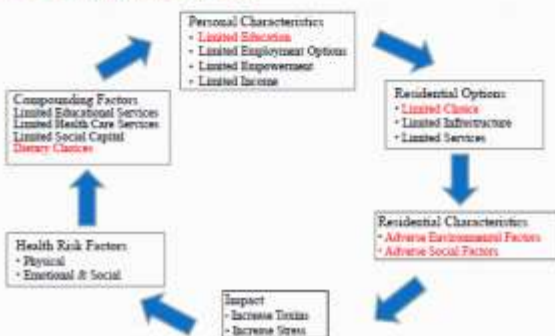 Personal Characteristics
• Limited Education
• Limited Employment Options
• Limited Empowerment
• Limited Income
Residential Options
• Limited Choice
• Limited Infrastructure
• Limited Services
Residential Characteristics
• Adverse Environmental Factors
• Adverse Social Factors
Impact
• Increase Toxins
• Increase Stress
Health Risk Factors
• Physical
• Emotional & Social
Compounding Factors
Limited Educational Services
Limited Health Care Services
Limited Social Capital
Dietary Choices